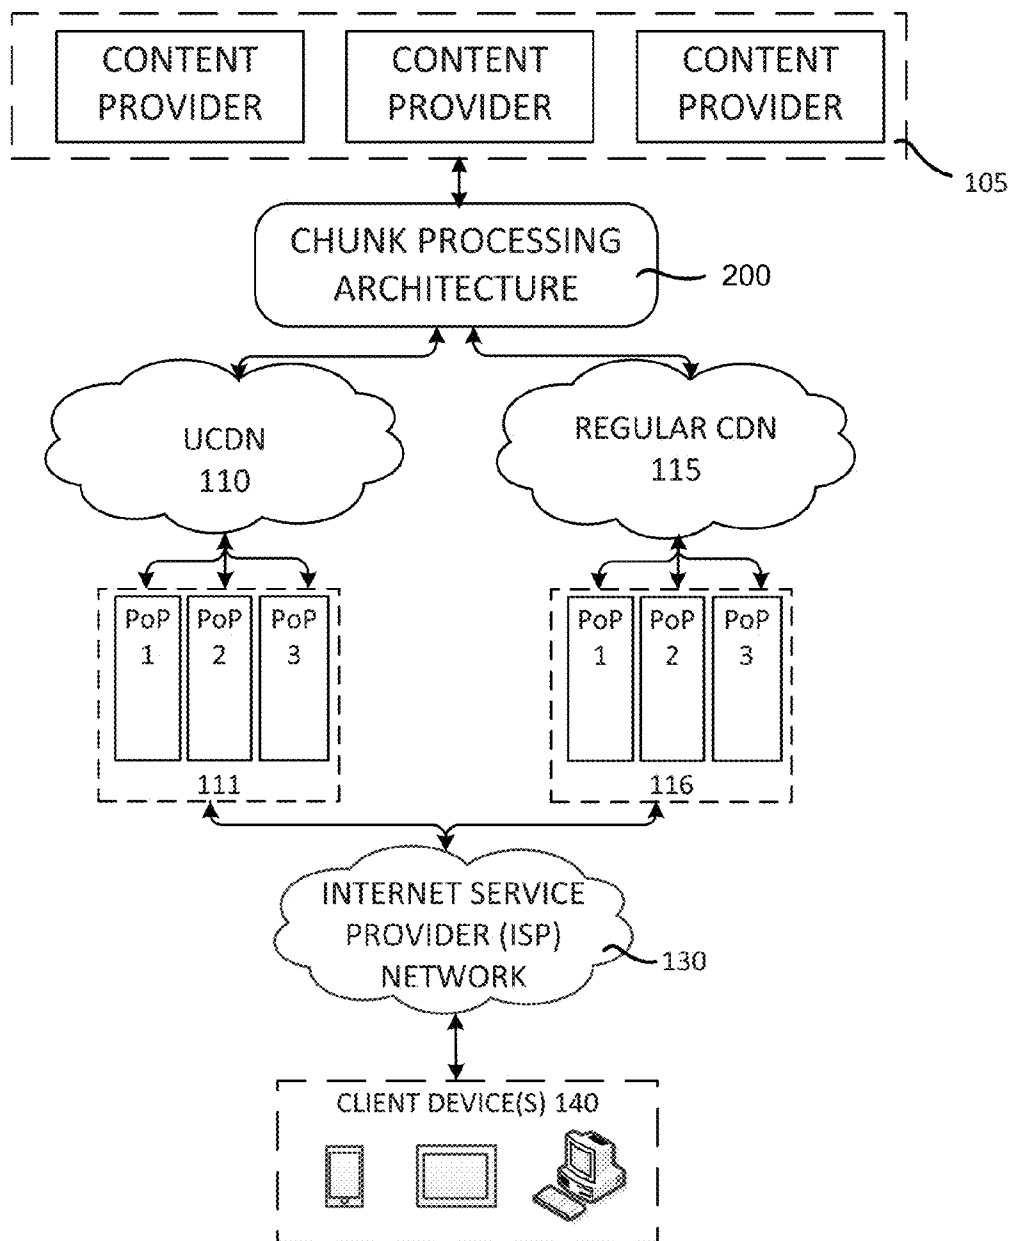 CONTENT
PROVIDER
CONTENT
PROVIDER
CONTENT
PROVIDER
105
CHUNK PROCESSING
ARCHITECTURE
200
UCDN
110
REGULAR CDN
115
PoP
1
PoP
2
PoP
3
111
PoP
1
PoP
2
PoP
3
116
INTERNET SERVICE
PROVIDER (ISP)
NETWORK
130
CLIENT DEVICE(S) 140